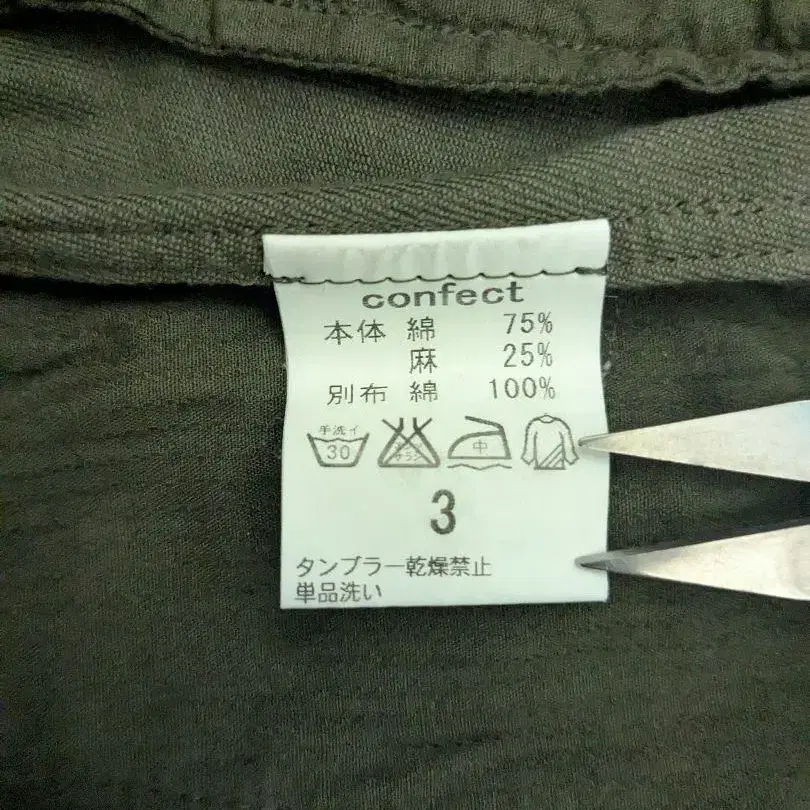 confect
本体 綿 75%
麻 25%
別布 綿 100%
手洗イ
30
中
3
タンブラー乾燥禁止
単品洗い